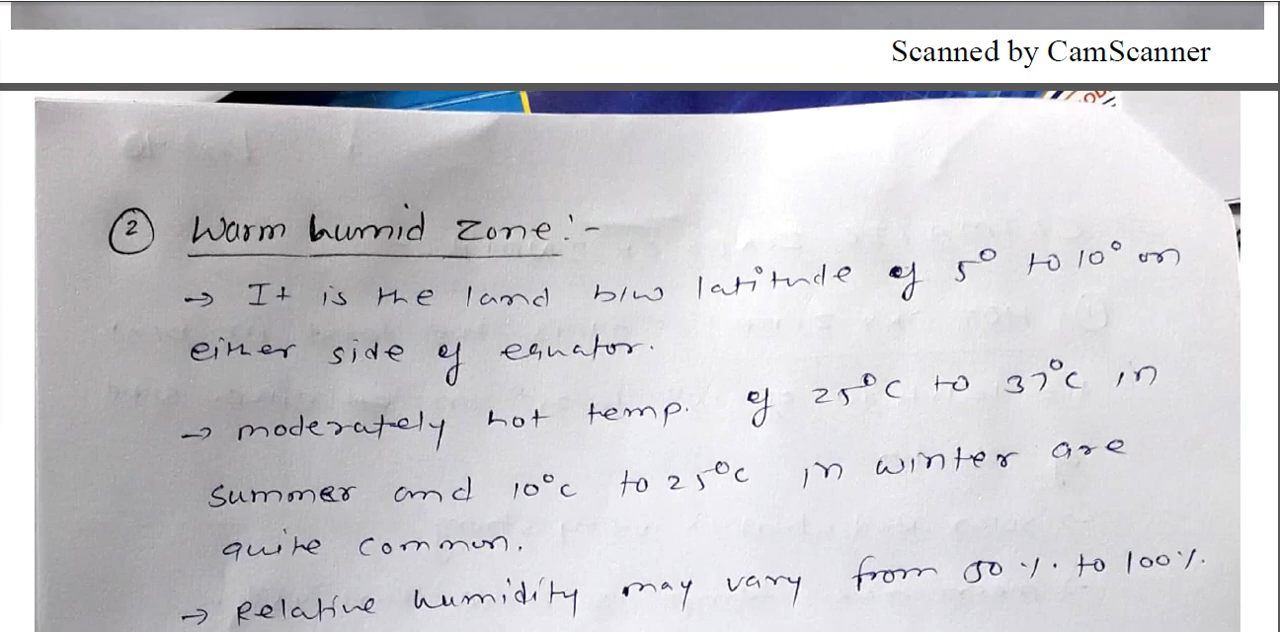 Scanned by CamScanner
② Warm humid zone:-
→ It is the land b/w latitude of 5° to 10° on
either side of equator.
→ moderately hot temp. of 25°C to 37°C in
summer and 10°C to 25°C in winter are
quite common.
→ Relative humidity may vary from 50 % to 100%.